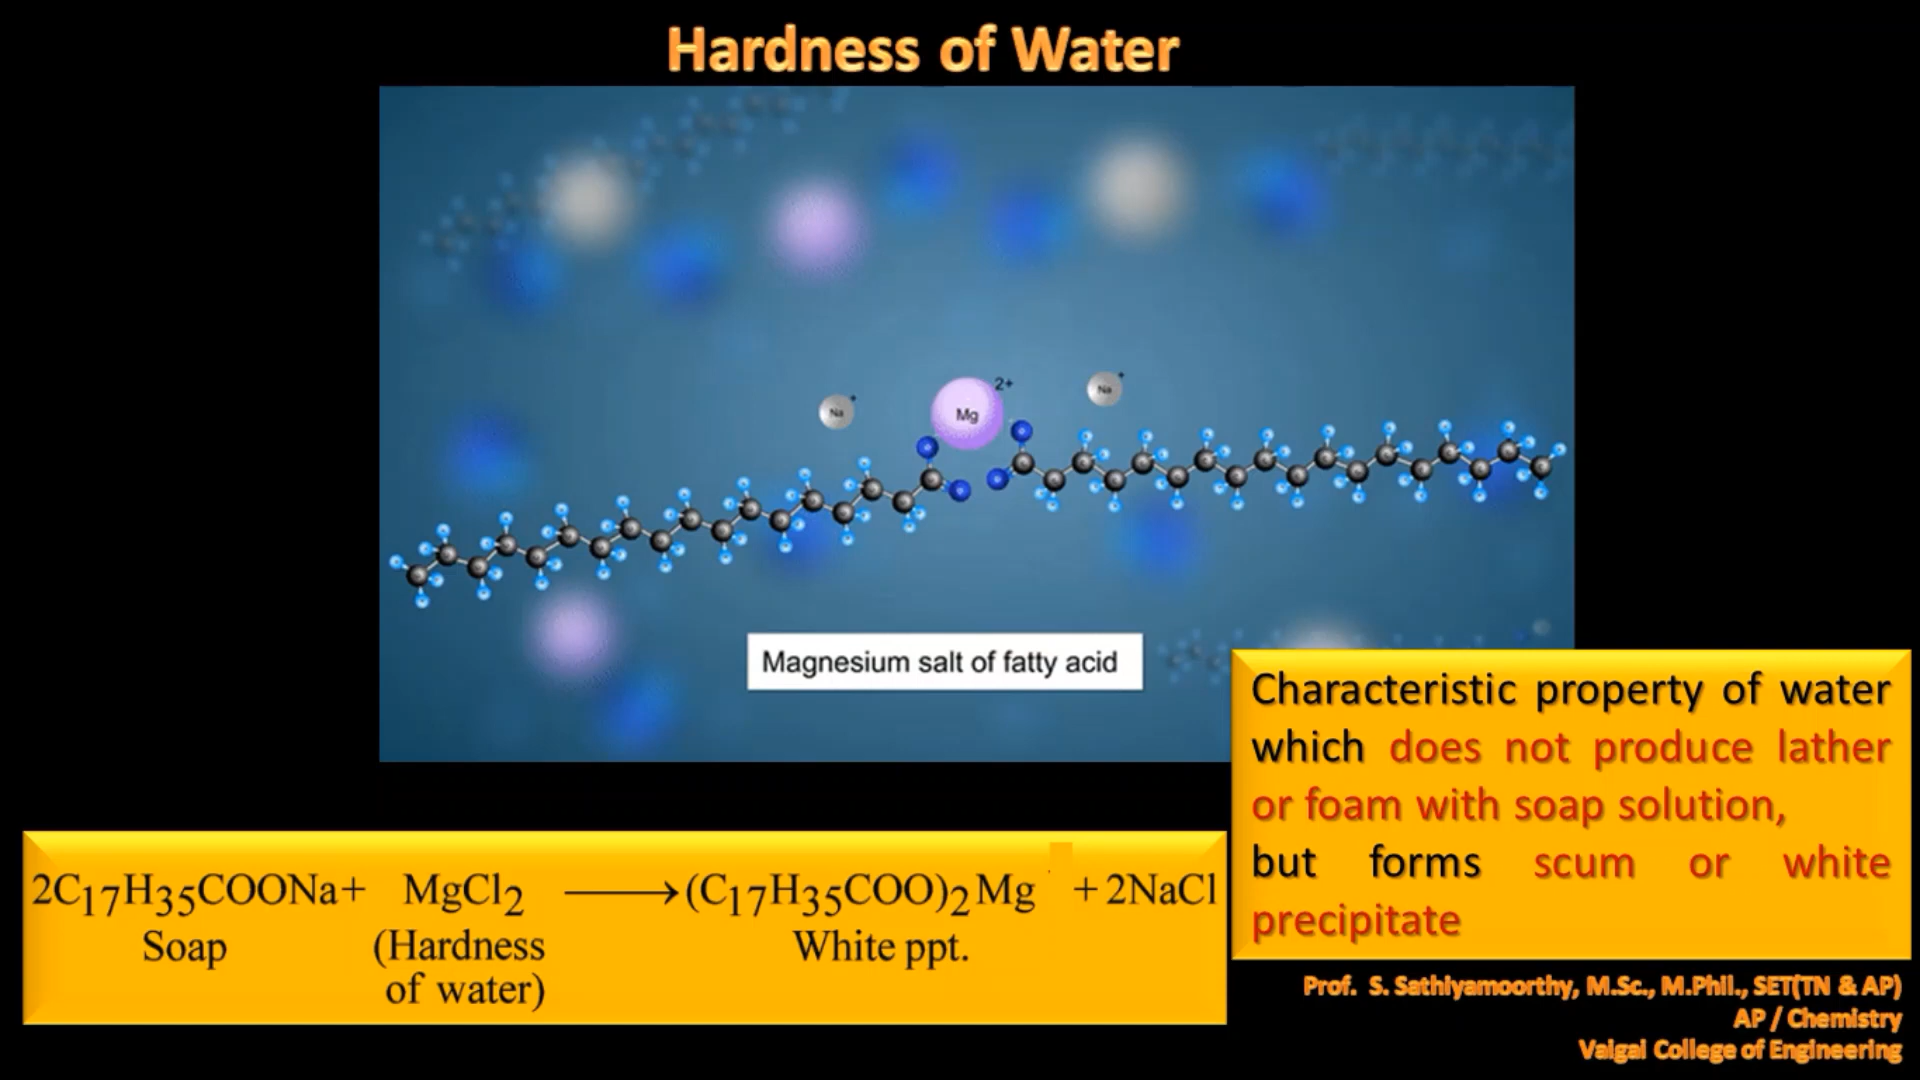 Hardness of Water
2+
Mg
Na
+
Na
+
Magnesium salt of fatty acid
Characteristic property of water
which does not produce lather
or foam with soap solution,
but forms scum or white
precipitate
2C17H35COONa + MgCl2 ⟶ (C17H35COO)2 Mg + 2NaCl
Soap (Hardness White ppt.
of water)
Prof. S. Sathiyamoorthy, M.Sc., M.Phil., SET(TN & AP)
AP / Chemistry
Vaigai College of Engineering